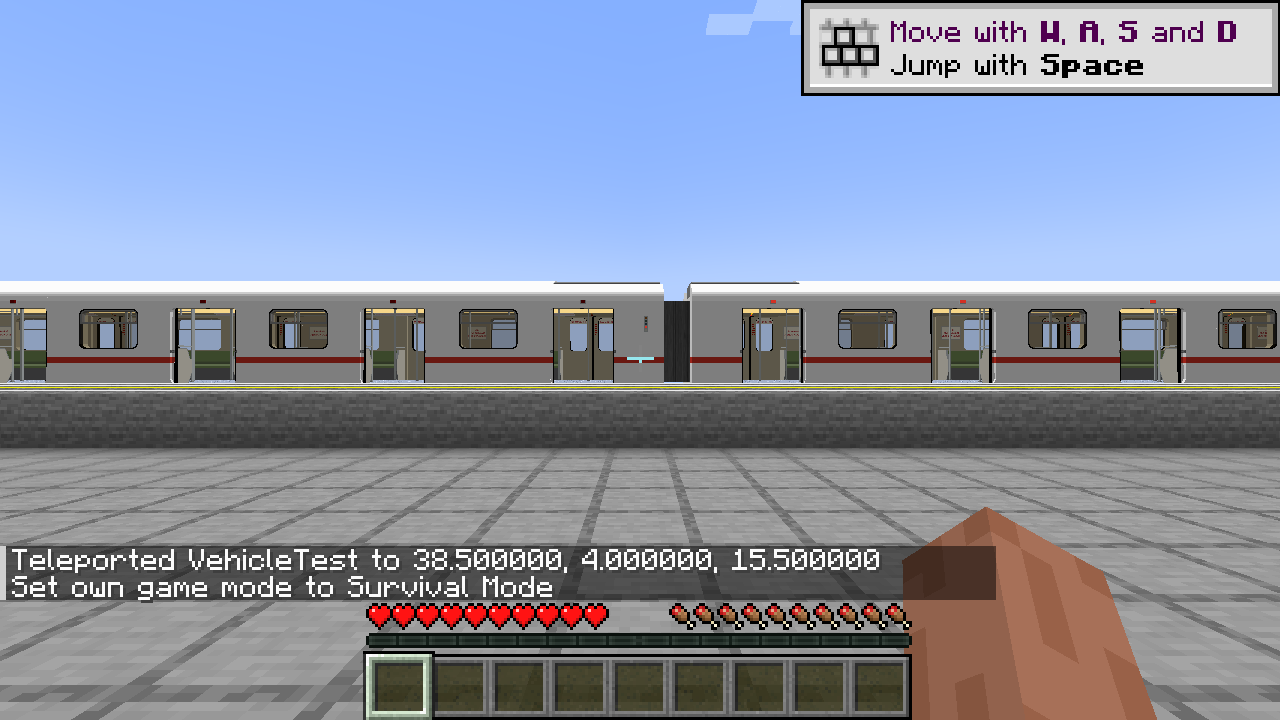 Move with W, A, S and D
Jump with Space
Teleported VehicleTest to 38.500000, 4.000000, 15.500000
Set own game mode to Survival Mode